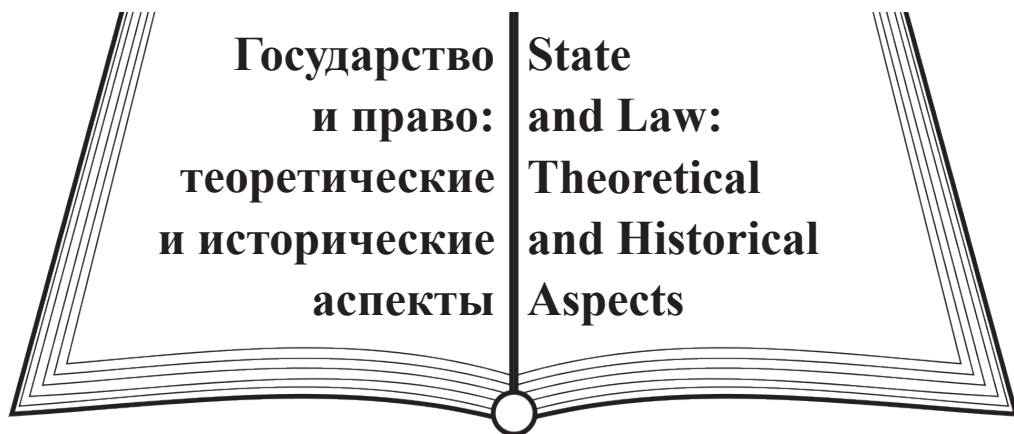 Государство
и право:
теоретические
и исторические
аспекты
State
and Law:
Theoretical
and Historical
Aspects